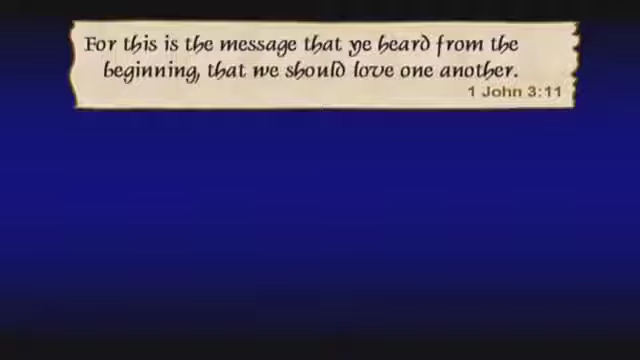 For this is the message that ye heard from the
beginning, that we should love one another.
1 John 3:11